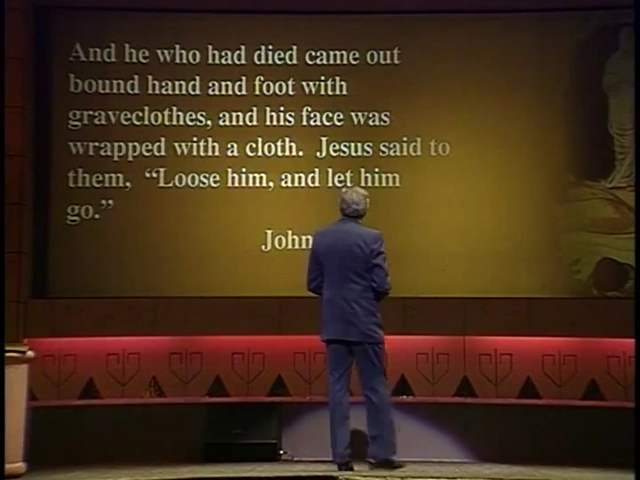 And he who had died came out
bound hand and foot with
graveclothes, and his face was
wrapped with a cloth.  Jesus said to
them,  “Loose him, and let him
go.”
John